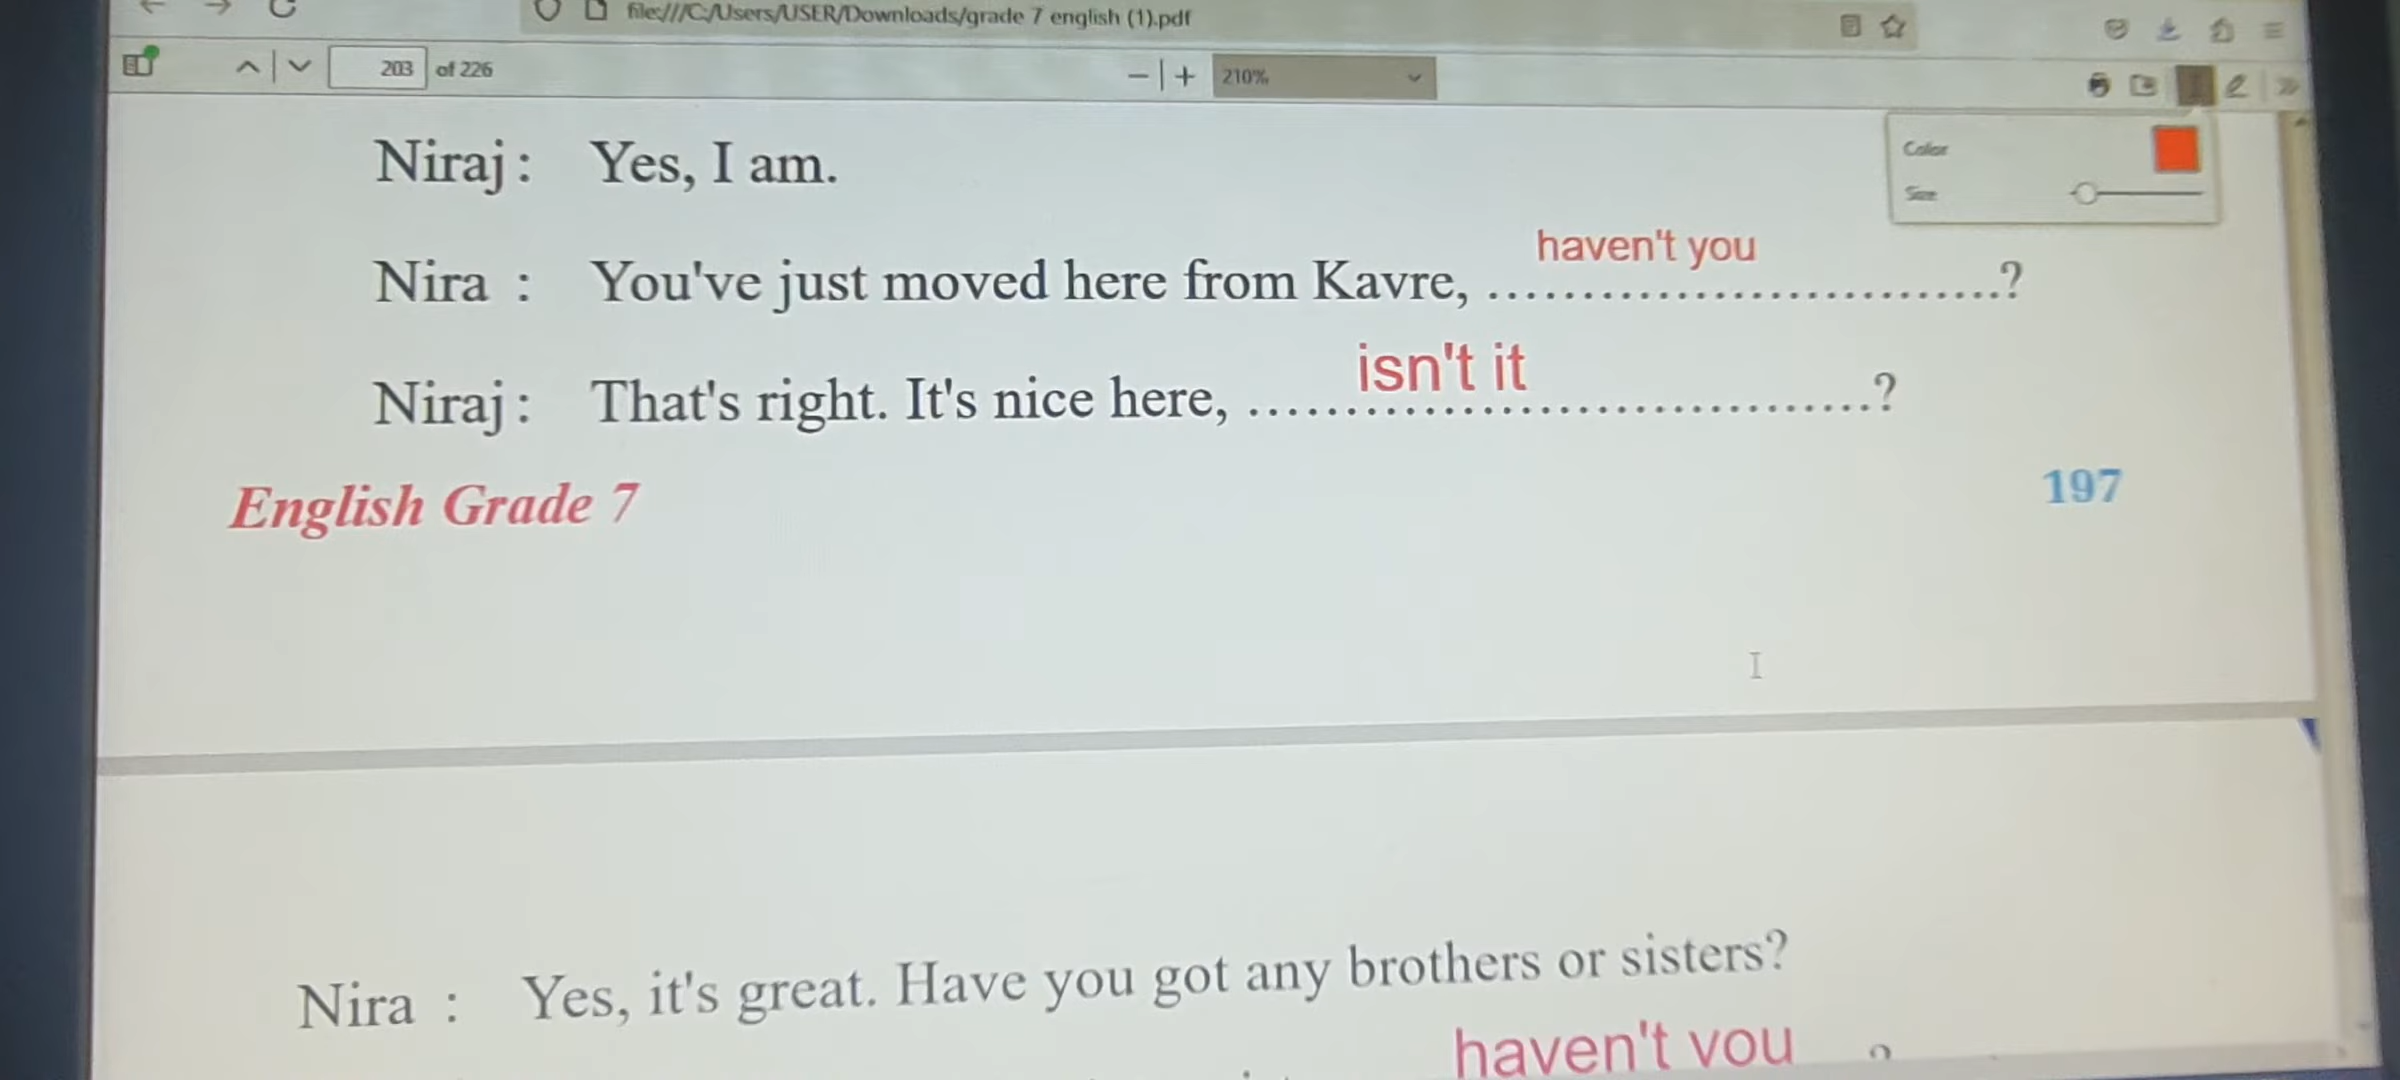 file:///C:/Users/USER/Downloads/grade 7 english (1).pdf
203 of 226
210%
Color
Size
Niraj : Yes, I am.
haven't you
Nira : You've just moved here from Kavre, ..............................?
isn't it
Niraj : That's right. It's nice here, ...................................?
English Grade 7
197
Nira : Yes, it's great. Have you got any brothers or sisters?
haven't you
?